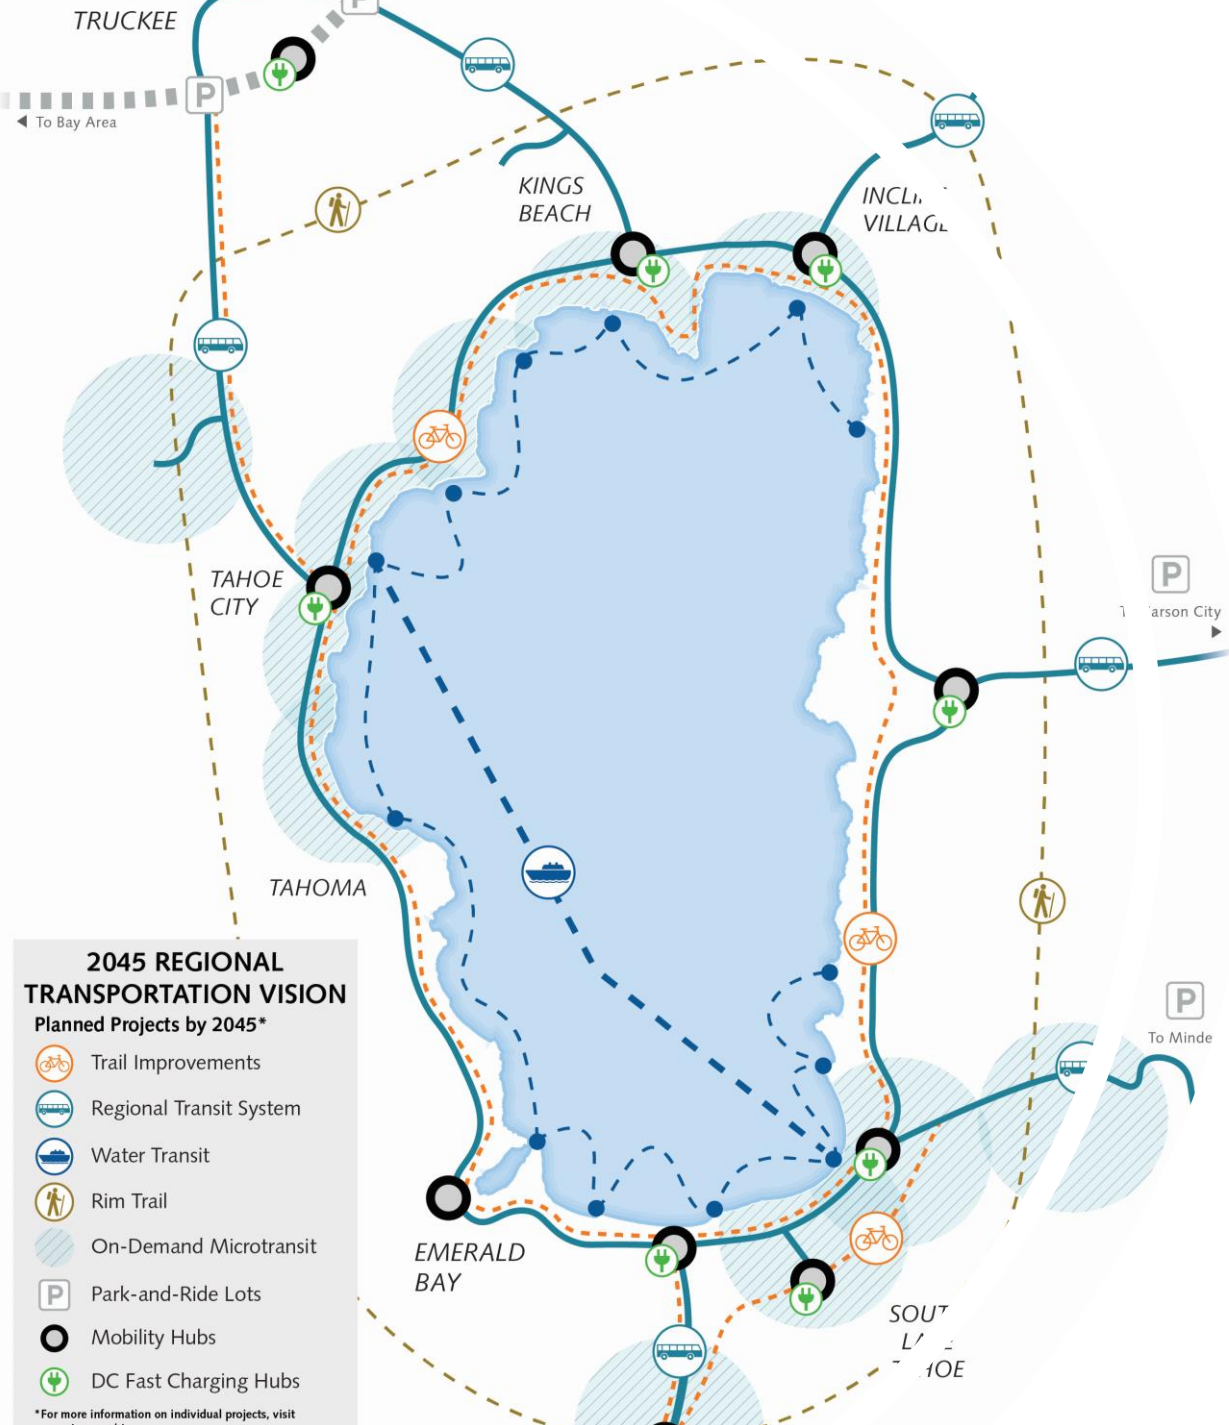 TRUCKEE
P
P
To Bay Area
KINGS
BEACH
TAHOE
CITY
P
City
TAHOMA
P
To
EMERALD
BAY
2045 REGIONAL
TRANSPORTATION VISION
Planned Projects by 2045*
Trail Improvements
Regional Transit System
Water Transit
Rim Trail
On-Demand Microtransit
P Park-and-Ride Lots
Mobility Hubs
DC Fast Charging Hubs
*For more information on individual projects, visit